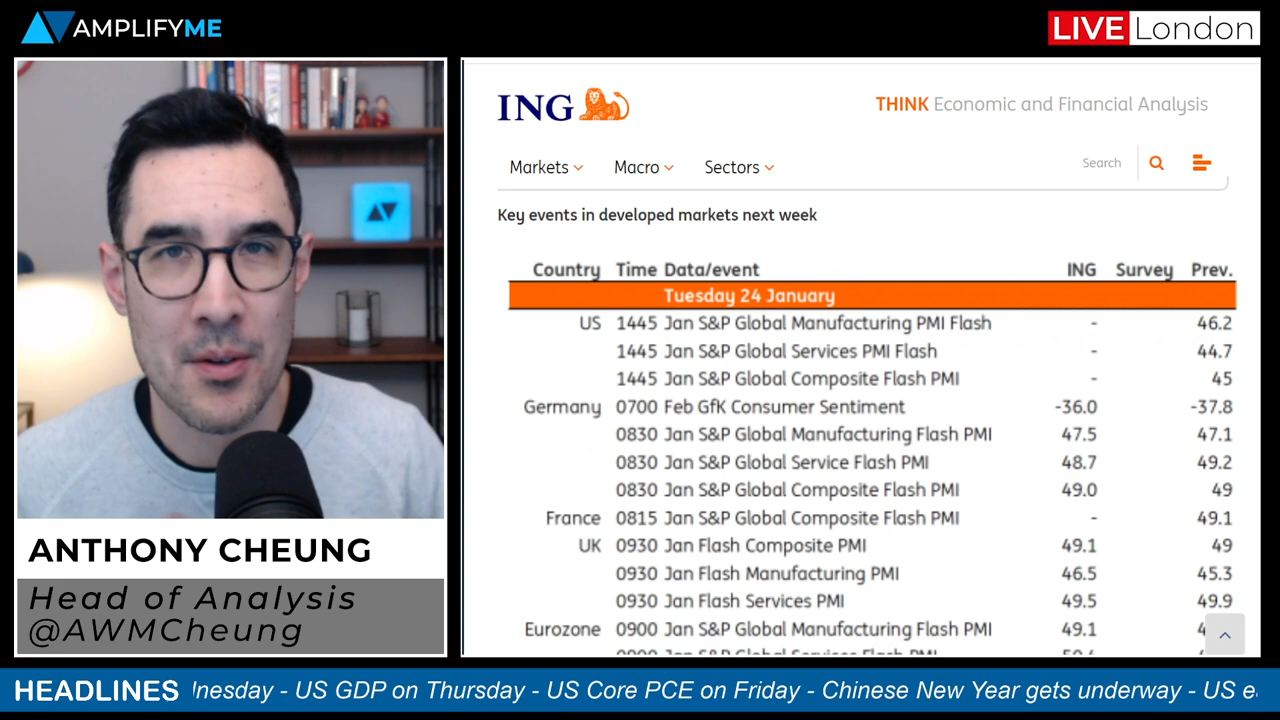 AMPLIFYME
LIVE London
ING
THINK Economic and Financial Analysis
Markets Macro Sectors Search
Key events in developed markets next week
Country Time Data/event ING Survey Prev.
Tuesday 24 January
US 1445 Jan S&P Global Manufacturing PMI Flash - 46.2
1445 Jan S&P Global Services PMI Flash - 44.7
1445 Jan S&P Global Composite Flash PMI - 45
Germany 0700 Feb GfK Consumer Sentiment -36.0 -37.8
0830 Jan S&P Global Manufacturing Flash PMI 47.5 47.1
0830 Jan S&P Global Service Flash PMI 48.7 49.2
0830 Jan S&P Global Composite Flash PMI 49.0 49
France 0815 Jan S&P Global Composite Flash PMI - 49.1
UK 0930 Jan Flash Composite PMI 49.1 49
0930 Jan Flash Manufacturing PMI 46.5 45.3
0930 Jan Flash Services PMI 49.5 49.9
Eurozone 0900 Jan S&P Global Manufacturing Flash PMI 49.1
ANTHONY CHEUNG
Head of Analysis
@AWMCheung
HEADLINES nesday - US GDP on Thursday - US Core PCE on Friday - Chinese New Year gets underway - US